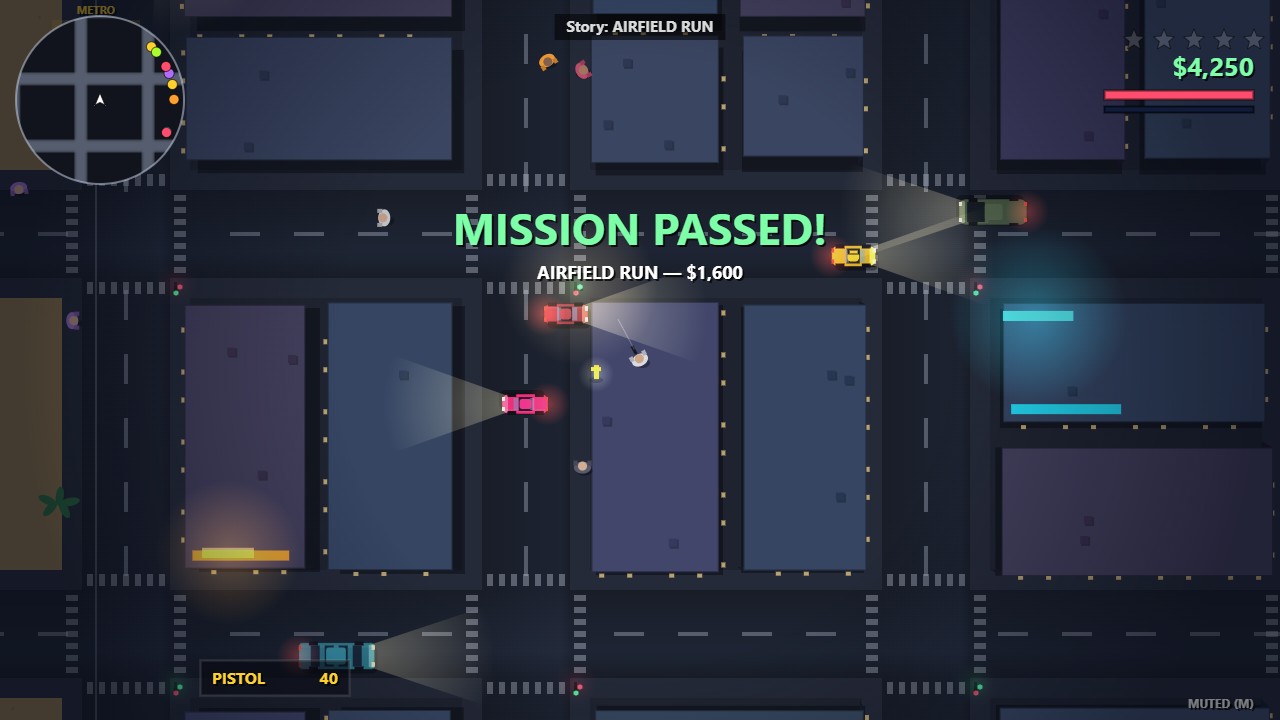 METRO
Story: AIRFIELD RUN
$4,250
MISSION PASSED!
AIRFIELD RUN — $1,600
PISTOL 40
MUTED (M)